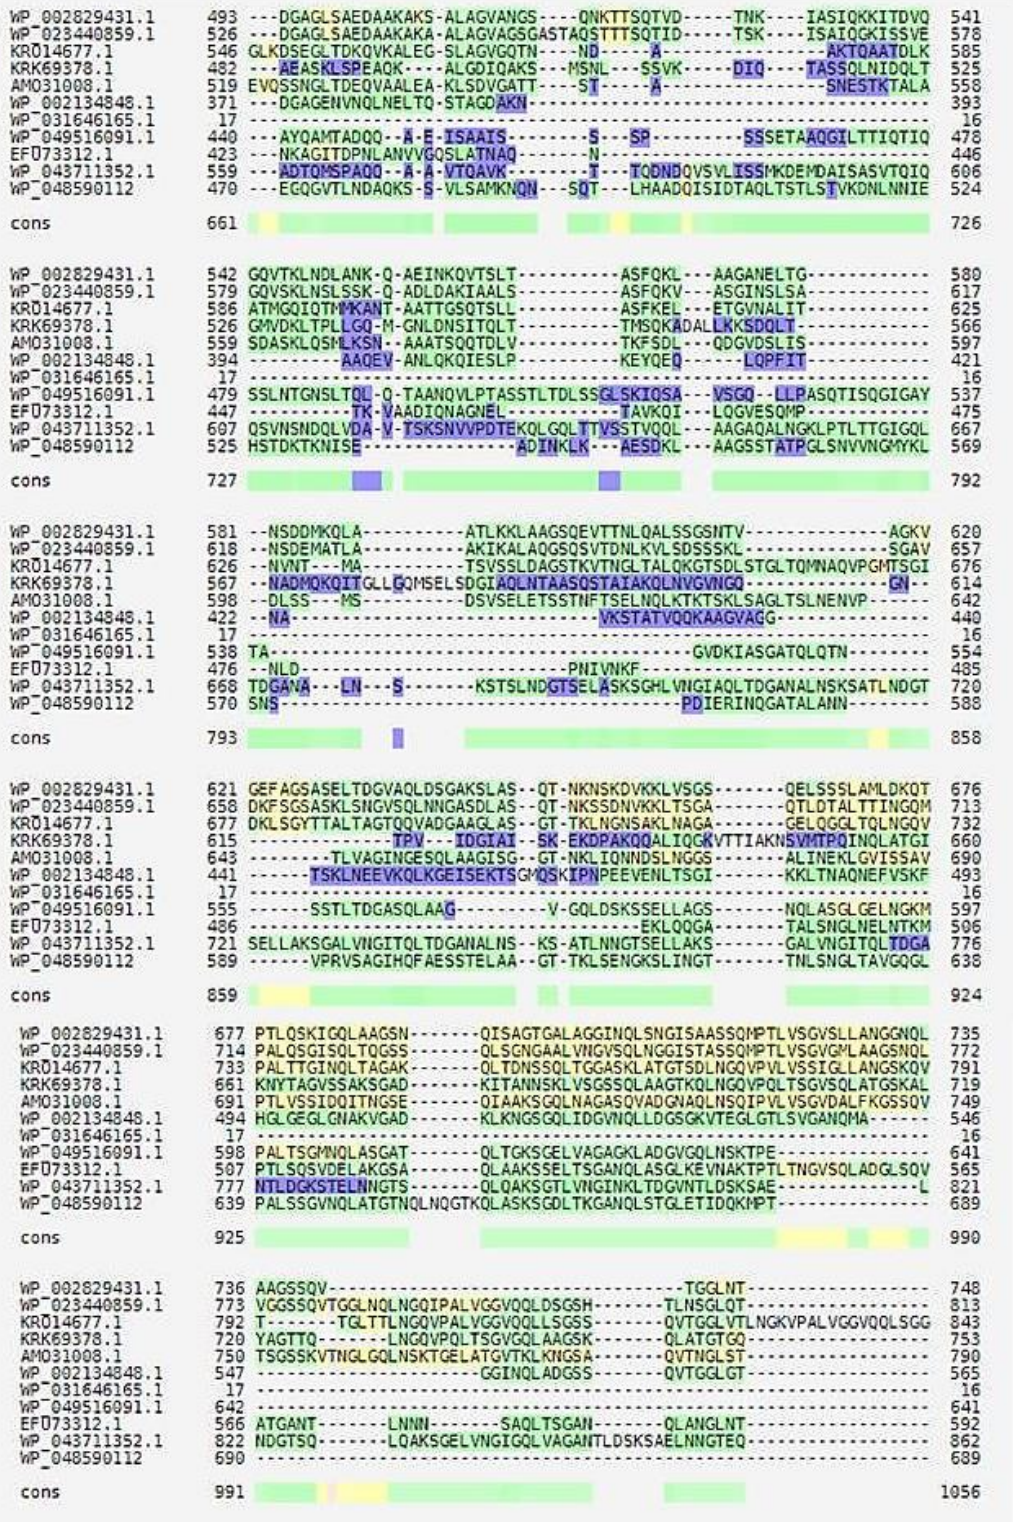 WP_002829431.1 493 ---DGAGLSAEDAAKAKS-ALAGVANGS---QNKTTSQTVD-----TNK----IASIQKKITDVQ 541
WP_023440859.1 526 ---DGAGLSAEDAAKAKA-ALAGVAGSGASTAQSTTTSQTID-----TSK----ISAIQGKISSVE 578
KRO14677.1 546 GLKDSEGLTDKQVKALEG-SLAGVGQTN---ND-----A----------------AKTQAATDLK 585
KRK69378.1 482 ---AEASKLSPEAQK----ALGDIQAKS---MSNL---SSVK-----DIQ----TASSQLNIDQLT 525
AMO31008.1 519 EVQSSNGLTDEQVAALEA-KLSDVGATT----ST-----A----------------SNESTKTALA 558
WP_002134848.1 371 ---DGAGENVNQLNELTQ-STAGDAKN--------------------------------------- 393
WP_031646165.1 17 ------------------------------------------------------------------ 16
WP_049516091.1 440 ---AYQAMTADQQ--A-E-ISAAIS--------S---SP---------SSSETAAQGILTTIQTIQ 478
EFU73312.1 423 ---NKAGITDPNLANVVGQSLATNAQ-------N-------------------------------- 446
WP_043711352.1 559 ---ADTQMSPAQQ--A-A-VTQAVK--------T---TQDNDQVSVLISSMKDEMDAISASVTQIQ 606
WP_048590112 470 ---EGQGVTLNDAQKS-S-VLSAMKNQN---SQT---LHAADQISIDTAQLTSTLSTVKDNLNNIE 524
cons 661 726
WP_002829431.1 542 GQVTKLNDLANK-Q-AEINKQVTSLT----------ASFQKL---AAGANELTG------------ 580
WP_023440859.1 579 GQVSKLNSLSSK-Q-ADLDAKIAALS----------ASFQKV---ASGINSLSA------------ 617
KRO14677.1 586 ATMGQIQTMMKANT-AATTGSQTSLL----------ASFKEL---ETGVNALIT------------ 625
KRK69378.1 526 GMVDKLTPLLGQ-M-GNLDNSITQLT----------TMSQKADALLKKSDQLT------------- 566
AMO31008.1 559 SDASKLQSMLKSN--AAATSQQTDLV----------TKFSDL---QDGVDSLIS------------ 597
WP_002134848.1 394 ---------AAQEV-ANLQKQIESLP----------KEYQEQ------LQPFIT------------ 421
WP_031646165.1 17 ------------------------------------------------------------------ 16
WP_049516091.1 479 SSLNTGNSLTQL-Q-TAANQVLPTASSTLTDLSSGLSKIQSA---VSGQ--LLPASQTISQGIGAY 537
EFU73312.1 447 ----------TK-VAADIQNAGNEL-----------TAVKQI---LQGVESQMP------------ 475
WP_043711352.1 607 QSVNSNDQLVDA-V-TSKSNVVPDTEKQLGQLTTVSSTVQQL---AAGAQALNGKLPTLTTGIGQL 667
WP_048590112 525 HSTDKTKNISE---------------ADINKLK---AESDKL---AAGSSTATPGLSNVVNGMYKL 569
cons 727 792
WP_002829431.1 581 --NSDDMKQLA----------ATLKKLAAGSQEVTTNLQALSSGSNTV--------------AGKV 620
WP_023440859.1 618 --NSDEMATLA----------AKIKALAQGSQSVTDNLKVLSDSSSKL--------------SGAV 657
KRO14677.1 626 --NVNT---MA----------TSVSSLDAGSTKVTNGLTALQKGTSDLSTGLTQMNAQVPGMTSGI 676
KRK69378.1 567 --NADMQKQITGLLGQMSELSDGIAQLNTAASQSTAIAKQLNVGVNGQ--------------GN-- 614
AMO31008.1 598 --DLSS---MS----------DSVSELETSSTNFTSELNQLKTKTSKLSAGLTSLNENVP------ 642
WP_002134848.1 422 --NA------------------------------VKSTATVQQKAAGVAGG--------------- 440
WP_031646165.1 17 ------------------------------------------------------------------ 16
WP_049516091.1 538 TA-----------------------------------------GVDKIASGATQLQTN-------- 554
EFU73312.1 476 --NLD--------------------------PNIVNKF---------------------------- 485
WP_043711352.1 668 TDGANA---LN---S-------KSTSLNDGTSELASKSGHLVNGIAQLTDGANALNSKSATLNDGT 720
WP_048590112 570 SNS---------------------------------------PDIERINQGATALANN-------- 588
cons 793 858
WP_002829431.1 621 GEFAGSASELTDGVAQLDSGAKSLAS--QT-NKNSKDVKKLVSGS-------QELSSSLAMLDKQT 676
WP_023440859.1 658 DKFSGSASKLSNGVSQLNNGASDLAS--QT-NKSSDNVKKLTSGA-------QTLDTALTTINGQM 713
KRO14677.1 677 DKLSGYTTALTAGTQQVADGAAGLAS--GT-TKLNGNSAKLNAGA-------GELQGGLTQLNGQV 732
KRK69378.1 615 --------------TPV---IDGIAI--SK-EKDPAKQQALIQGKVTTIAKNSVMTPQINQLATGI 660
AMO31008.1 643 --------TLVAGINGESQLAAGISG--GT-NKLIQNNDSLNGGS-------ALINEKLGVISSAV 690
WP_002134848.1 441 ------TSKLNEEVKQLKGEISEKTSGMQSKIPNPEEVENLTSGI-------KKLTNAQNEFVSKF 493
WP_031646165.1 17 ------------------------------------------------------------------ 16
WP_049516091.1 555 ------SSTLTDGASQLAAG---------V-GQLDSKSSELLAGS-------NQLASGLGELNGKM 597
EFU73312.1 486 --------------------------------------EKLQQGA-------TALSNGLNELNTKM 506
WP_043711352.1 721 SELLAKSGALVNGITQLTDGANALNS--KS-ATLNNGTSELLAKS-------GALVNGITQLTDGA 776
WP_048590112 589 ------VPRVSAGIHQFAESSTELAA--GT-TKLSENGKSLINGT-------TNLSNGLTAVGQGL 638
cons 859 924
WP_002829431.1 677 PTLQSKIGQLAAGSN-------QISAGTGALAGGINQLSNGISAASSQMPTLVSGVSLLANGGNQL 735
WP_023440859.1 714 PALQSGISQLTQGSS-------QLSGNGAALVNGVSQLNGGISTASSQMPTLVSGVGMLAAGSNQL 772
KRO14677.1 733 PALTTGINQLTAGAK-------QLTDNSSQLTGGASKLATGTSDLNGQVPVLVSSIGLLANGSKQV 791
KRK69378.1 661 KNYTAGVSSAKSGAD-------KITANNSKLVSGSSQLAAGTKQLNGQVPQLTSGVSQLATGSKAL 719
AMO31008.1 691 PTLVSSIDQITNGSE-------QIAAKSGQLNAGASQVADGNAQLNSQIPVLVSGVDALFKGSSQV 749
WP_002134848.1 494 HGLGEGLGNAKVGAD-------KLKNGSGQLIDGVNQLLDGSGKVTEGLGTLSVGANQMA------ 546
WP_031646165.1 17 ------------------------------------------------------------------ 16
WP_049516091.1 598 PALTSGMNQLASGAT-------QLTGKSGELVAGAGKLADGVGQLNSKTPE--------------- 641
EFU73312.1 507 PTLSQSVDELAKGSA-------QLAAKSSELTSGANQLASGLKEVNAKTPTLTNGVSQLADGLSQV 565
WP_043711352.1 777 NTLDGKSTELNNGTS-------QLQAKSGTLVNGINKLTDGVNTLDSKSAE--------------L 821
WP_048590112 639 PALSSGVNQLATGTNQLNQGTKQLASKSGDLTKGANQLSTGLETIDQKMPT--------------- 689
cons 925 990
WP_002829431.1 736 AAGSSQV-----------------------------------TGGLNT------------------ 748
WP_023440859.1 773 VGGSSQVTGGLNQLNGQIPALVGGVQQLDSGSH-------TLNSGLQT------------------ 813
KRO14677.1 792 T-------TGLTTLNGQVPALVGGVQQLLSGSS-------QVTGGLVTLNGKVPALVGGVQQLSGG 843
KRK69378.1 720 YAGTTQ-------LNGQVPQLTSGVGQLAAGSK-------QLATGTGQ------------------ 753
AMO31008.1 750 TSGSSKVTNGLGQLNSKTGELATGVTKLKNGSA-------QVTNGLST------------------ 790
WP_002134848.1 547 ----------------------GGINQLADGSS-------QVTGGLGT------------------ 565
WP_031646165.1 17 ------------------------------------------------------------------ 16
WP_049516091.1 642 ------------------------------------------------------------------ 641
EFU73312.1 566 ATGANT-------LNNN-------SAQLTSGAN-------QLANGLNT------------------ 592
WP_043711352.1 822 NDGTSQ-------LQAKSGELVNGIGQLVAGANTLDSKSAELNNGTEQ------------------ 862
WP_048590112 690 ------------------------------------------------------------------ 689
cons 991 1056